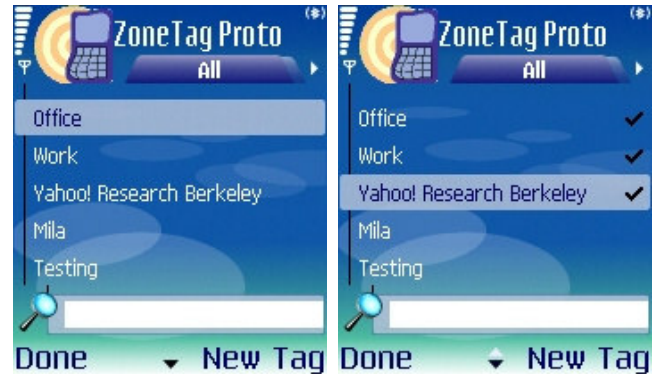 ZoneTag Proto
All
Office
Work
Yahoo! Research Berkeley
Mila
Testing
Done New Tag
ZoneTag Proto
All
Office
Work
Yahoo! Research Berkeley
Mila
Testing
Done New Tag